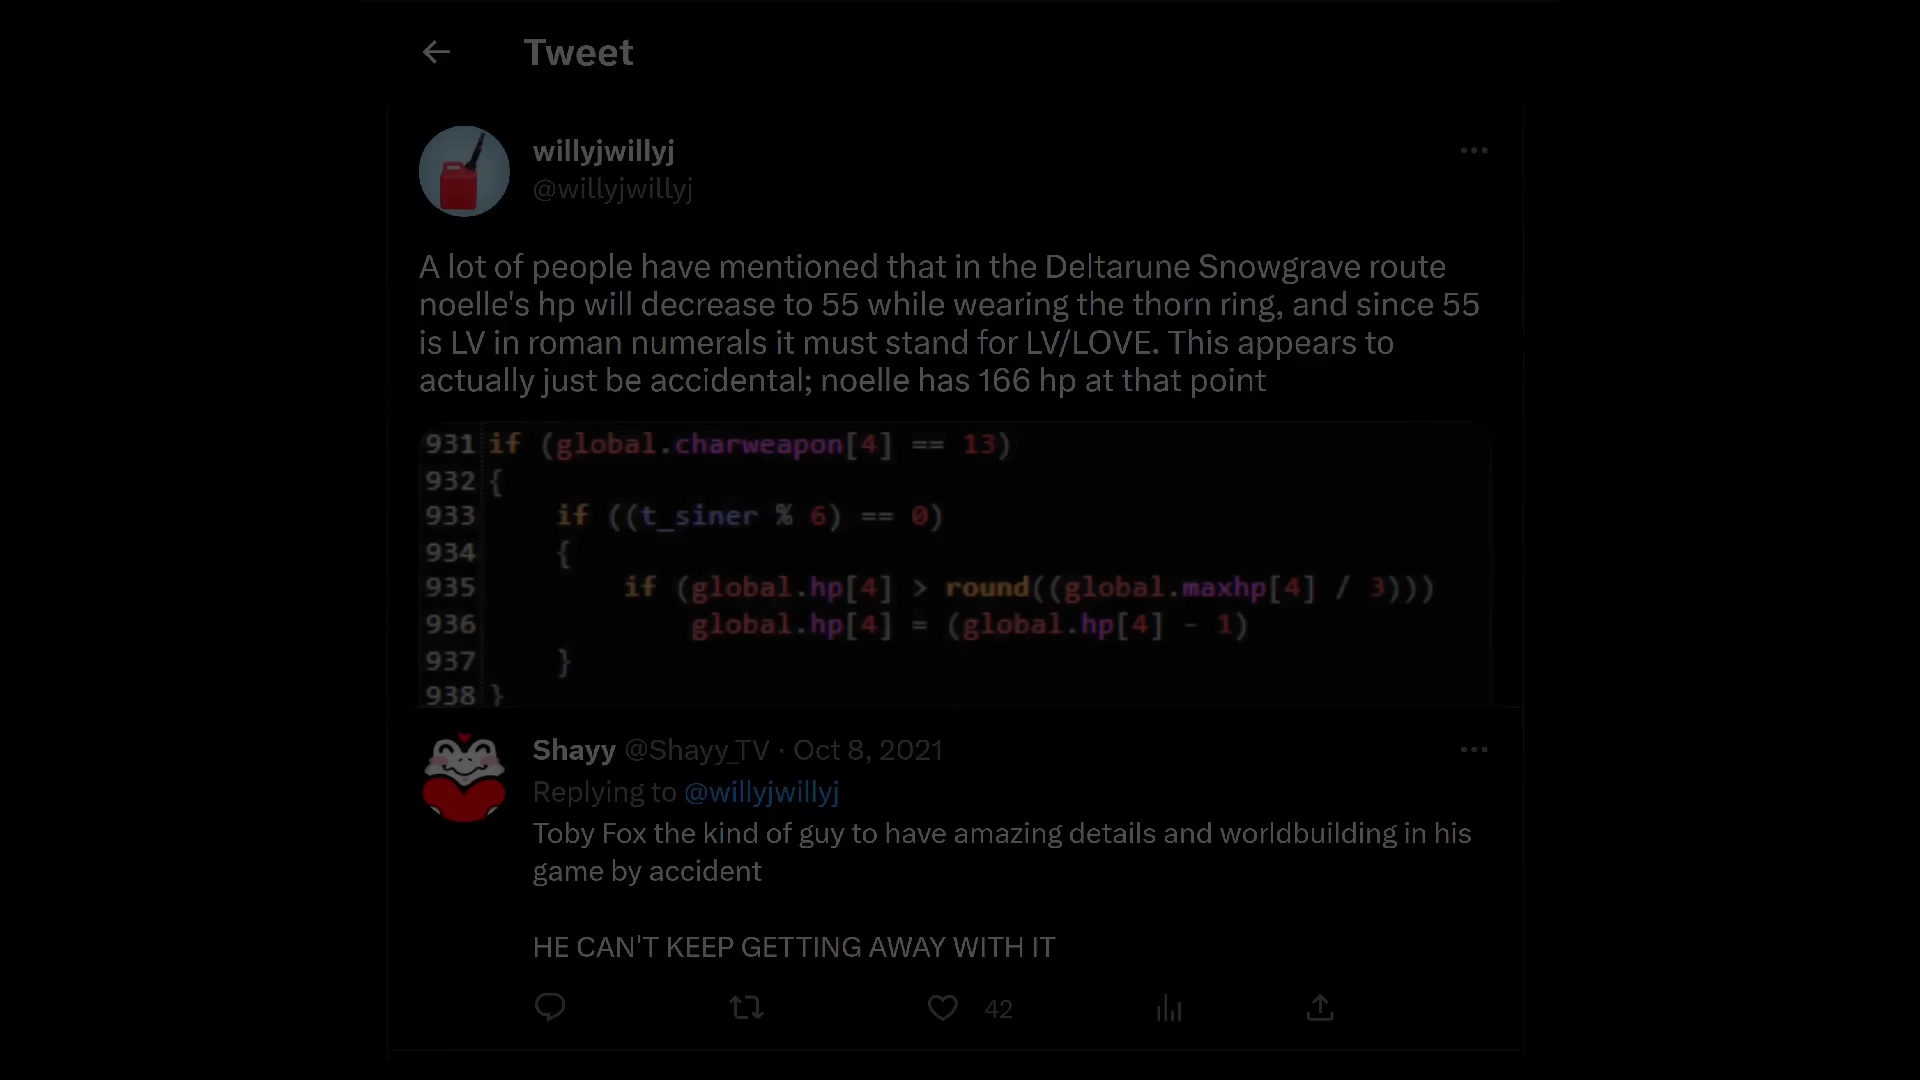 Tweet
willyjwillyj
@willyjwillyj
A lot of people have mentioned that in the Deltarune Snowgrave route
noelle's hp will decrease to 55 while wearing the thorn ring, and since 55
is LV in roman numerals it must stand for LV/LOVE. This appears to
actually just be accidental; noelle has 166 hp at that point
931 if (global.charweapon[4] == 13)
932 {
933     if ((t_siner % 6) == 0)
934     {
935         if (global.hp[4] > round((global.maxhp[4] / 3)))
936             global.hp[4] = (global.hp[4] - 1)
937     }
938 }
Shayy @Shayy_TV · Oct 8, 2021
Replying to @willyjwillyj
Toby Fox the kind of guy to have amazing details and worldbuilding in his
game by accident
HE CAN'T KEEP GETTING AWAY WITH IT
42